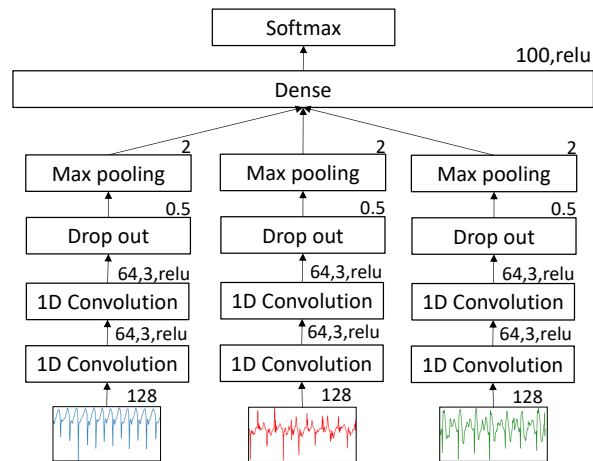 Softmax
100,relu
Dense
2 2 2
Max pooling Max pooling Max pooling
0.5 0.5 0.5
Drop out Drop out Drop out
64,3,relu 64,3,relu 64,3,relu
1D Convolution 1D Convolution 1D Convolution
64,3,relu 64,3,relu 64,3,relu
1D Convolution 1D Convolution 1D Convolution
128 128 128